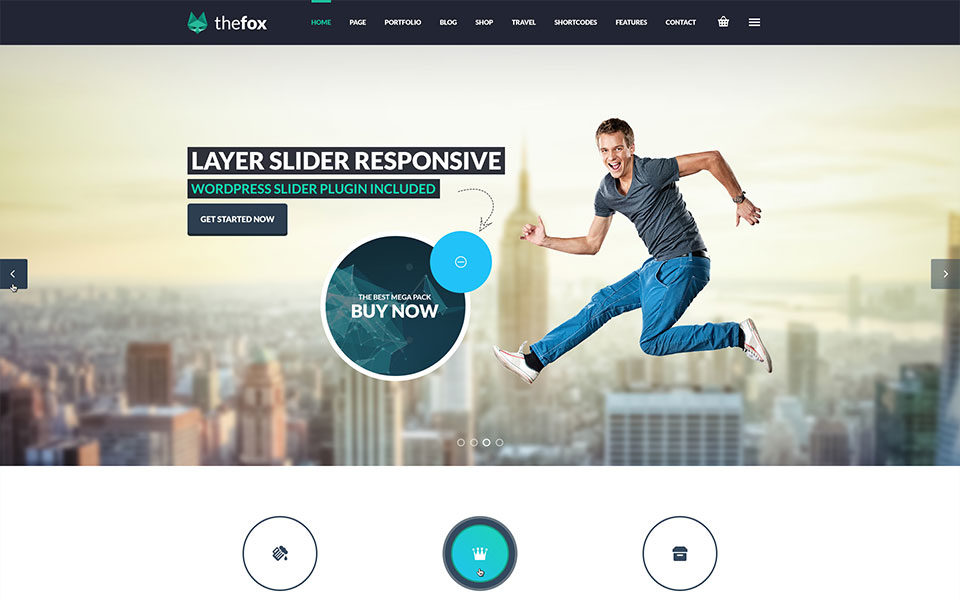 thefox
HOME PAGE PORTFOLIO BLOG SHOP TRAVEL SHORTCODES FEATURES CONTACT
LAYER SLIDER RESPONSIVE
WORDPRESS SLIDER PLUGIN INCLUDED
GET STARTED NOW
THE BEST MEGA PACK
BUY NOW